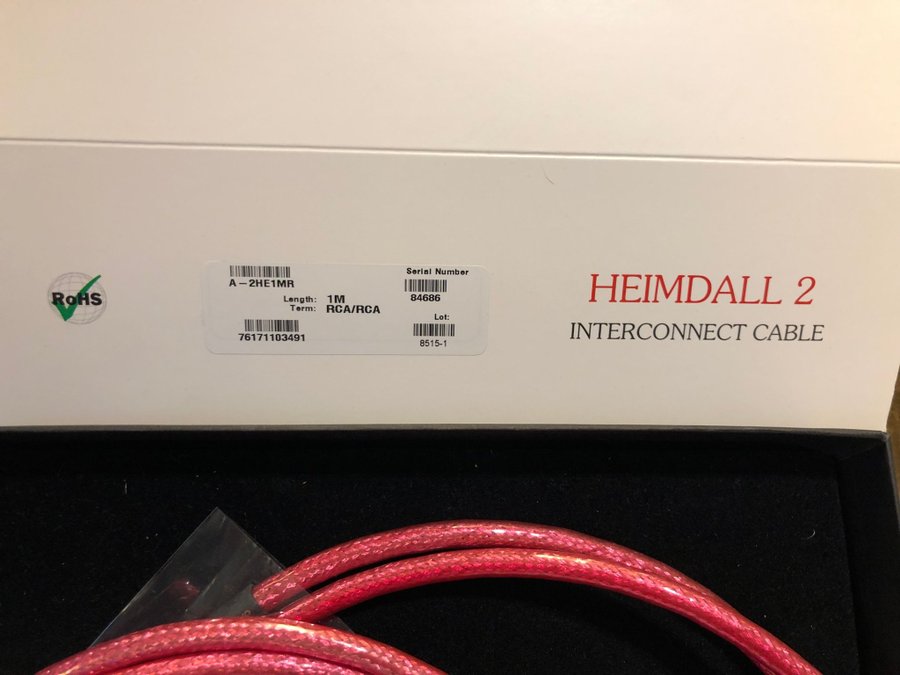 RoHS
A-2HE1MR
Length: 1M
Term: RCA/RCA
76171103491
Serial Number
84686
Lot:
8515-1
HEIMDALL 2
INTERCONNECT CABLE